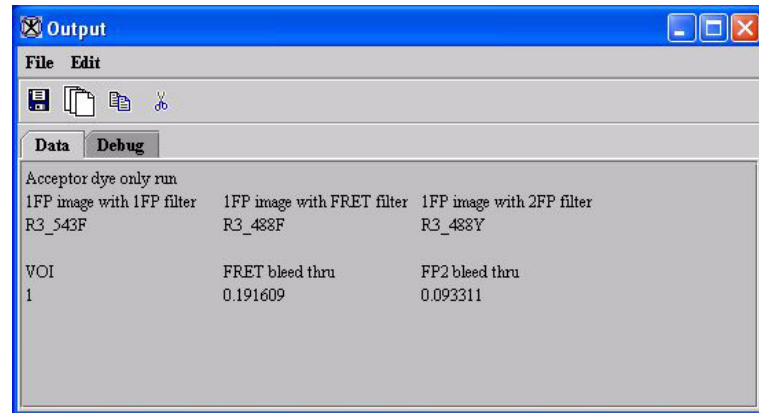 Output
File Edit
Data Debug
Acceptor dye only run
1FP image with 1FP filter 1FP image with FRET filter 1FP image with 2FP filter
R3_543F R3_488F R3_488Y
VOI FRET bleed thru FP2 bleed thru
1 0.191609 0.093311